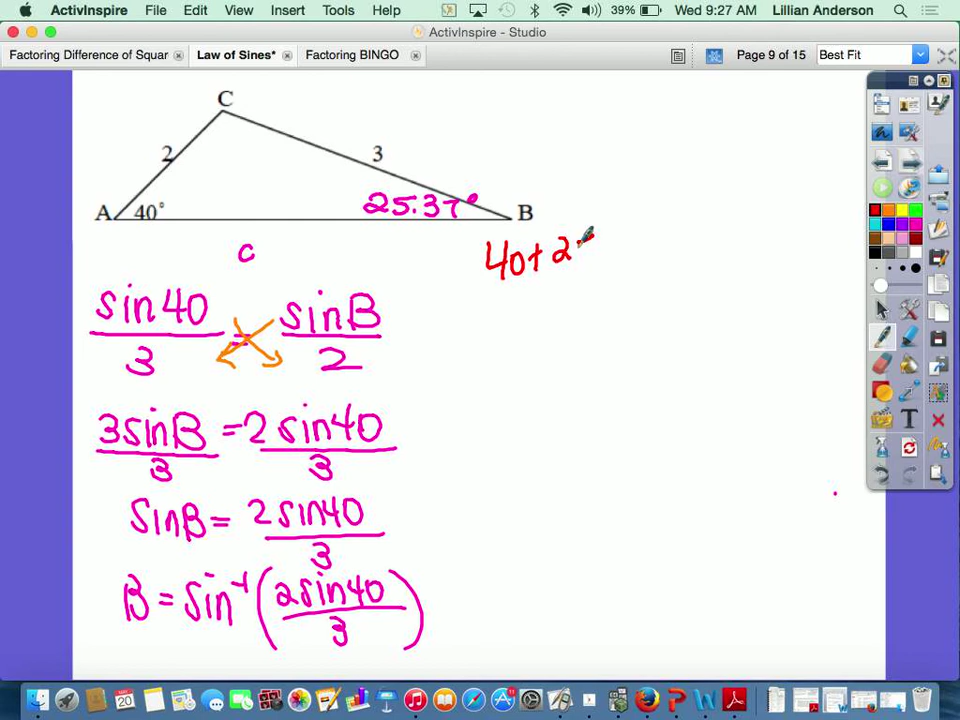 ActivInspire File Edit View Insert Tools Help 39% Wed 9:27 AM Lillian Anderson
ActivInspire - Studio
Factoring Difference of Squar Law of Sines* Factoring BINGO Page 9 of 15 Best Fit
C
2 3
A 40° 25.37° B
c
40+2
sin40 = sinB
3 2
3sinB = 2sin40
3 3
sinB = 2sin40
3
B = sin⁻¹(2sin40)
3